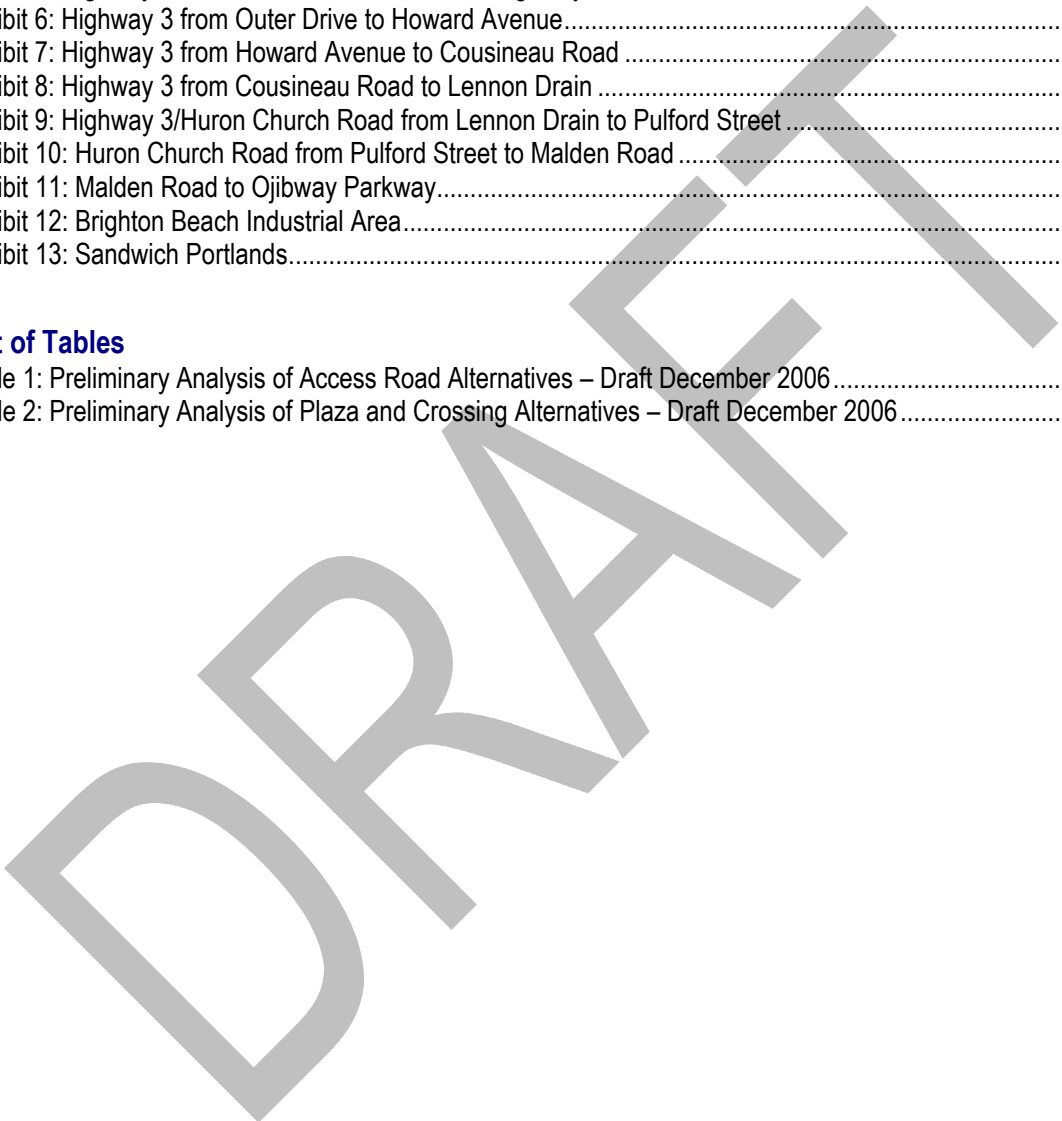 ibit 6: Highway 3 from Outer Drive to Howard Avenue
ibit 7: Highway 3 from Howard Avenue to Cousineau Road
ibit 8: Highway 3 from Cousineau Road to Lennon Drain
ibit 9: Highway 3/Huron Church Road from Lennon Drain to Pulford Street
ibit 10: Huron Church Road from Pulford Street to Malden Road
ibit 11: Malden Road to Ojibway Parkway
ibit 12: Brighton Beach Industrial Area
ibit 13: Sandwich Portlands
of Tables
le 1: Preliminary Analysis of Access Road Alternatives – Draft December 2006
le 2: Preliminary Analysis of Plaza and Crossing Alternatives – Draft December 2006
DRAFT